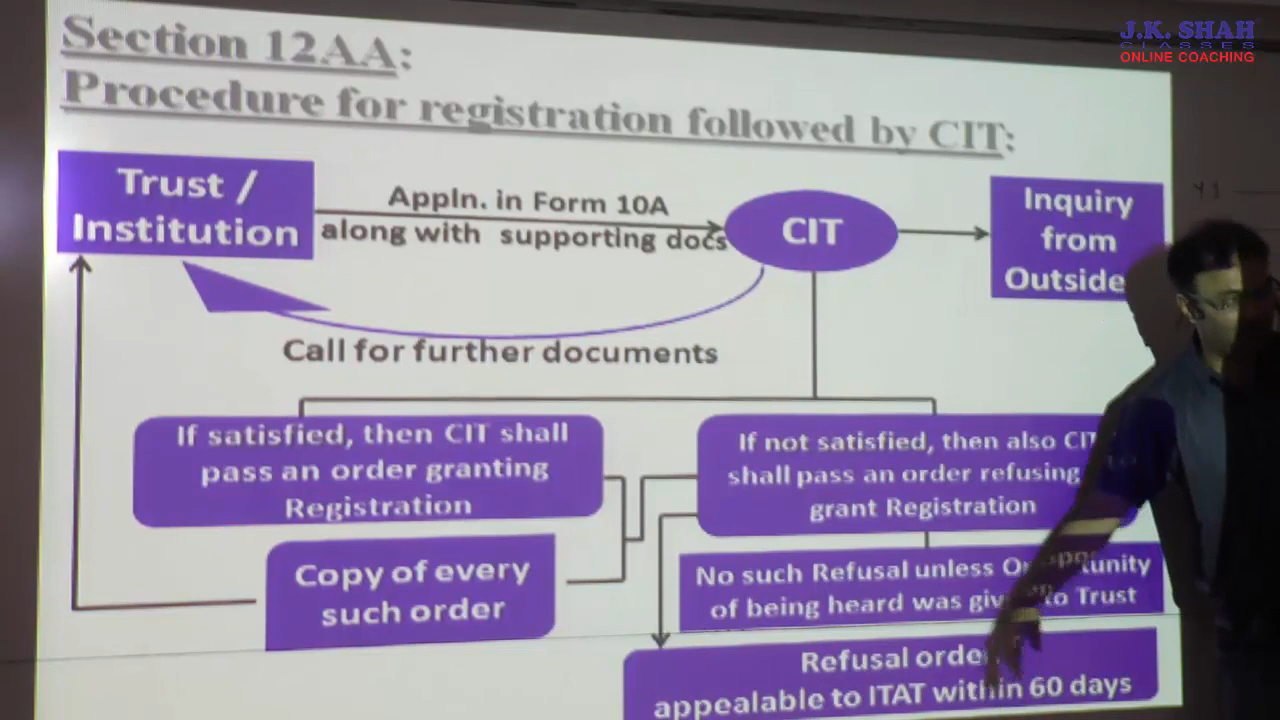 J.K. SHAH
CLASSES
ONLINE COACHING
Section 12AA:
Procedure for registration followed by CIT:
Trust /
Institution
Appln. in Form 10A
along with supporting docs
CIT
Inquiry
from
Outside
Call for further documents
If satisfied, then CIT shall
pass an order granting
Registration
If not satisfied, then also CIT
shall pass an order refusing to
grant Registration
Copy of every
such order
No such Refusal unless Opportunity
of being heard was given to Trust
Refusal order
appealable to ITAT within 60 days